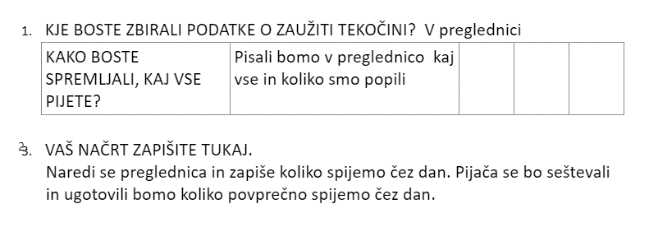 1. KJE BOSTE ZBIRALI PODATKE O ZAUŽITI TEKOČINI? V preglednici
KAKO BOSTE
SPREMLJALI, KAJ VSE
PIJETE?
Pisali bomo v preglednico kaj
vse in koliko smo popili
3. VAŠ NAČRT ZAPIŠITE TUKAJ.
Naredi se preglednica in zapiše koliko spijemo čez dan. Pijača se bo seštevali
in ugotovili bomo koliko povprečno spijemo čez dan.